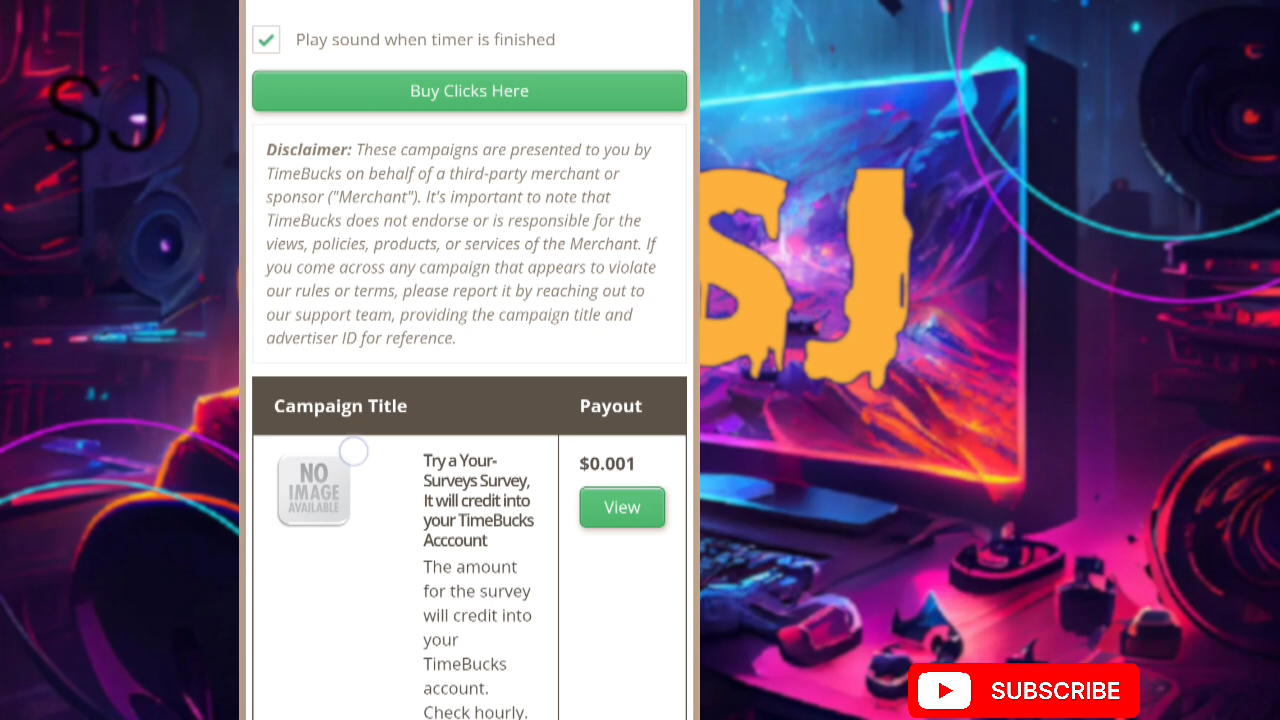 SJ
Play sound when timer is finished
Buy Clicks Here
Disclaimer: These campaigns are presented to you by
TimeBucks on behalf of a third-party merchant or
sponsor ("Merchant"). It's important to note that
TimeBucks does not endorse or is responsible for the
views, policies, products, or services of the Merchant. If
you come across any campaign that appears to violate
our rules or terms, please report it by reaching out to
our support team, providing the campaign title and
advertiser ID for reference.
Campaign Title Payout
NO
IMAGE
AVAILABLE
Try a Your-
Surveys Survey,
It will credit into
your TimeBucks
Acccount
The amount
for the survey
will credit into
your
TimeBucks
account.
Check hourly.
$0.001
View
SJ
SUBSCRIBE